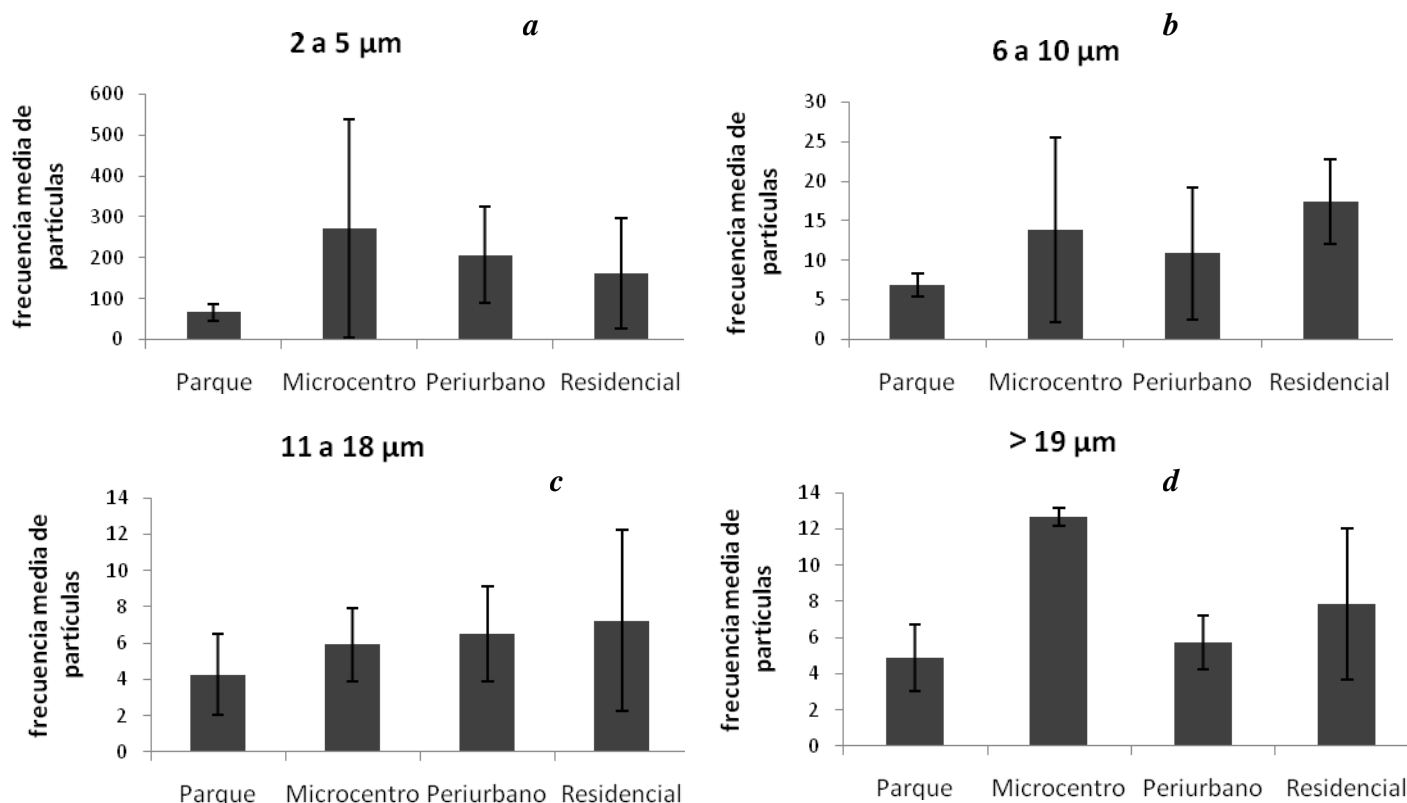 2 a 5 µm
a
frecuencia media de
partículas
600
500
400
300
200
100
0
Parque Microcentro Periurbano Residencial
6 a 10 µm
b
frecuencia media de
partículas
30
25
20
15
10
5
0
Parque Microcentro Periurbano Residencial
11 a 18 µm
c
frecuencia media de
partículas
14
12
10
8
6
4
2
0
Parque Microcentro Periurbano Residencial
> 19 µm
d
frecuencia media de
partículas
14
12
10
8
6
4
2
0
Parque Microcentro Periurbano Residencial